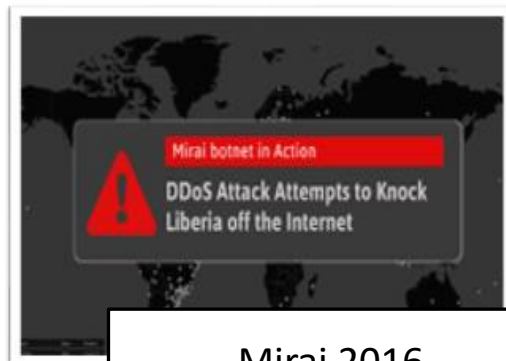 Mirai botnet in Action
DDoS Attack Attempts to Knock
Liberia off the Internet
Mirai 2016